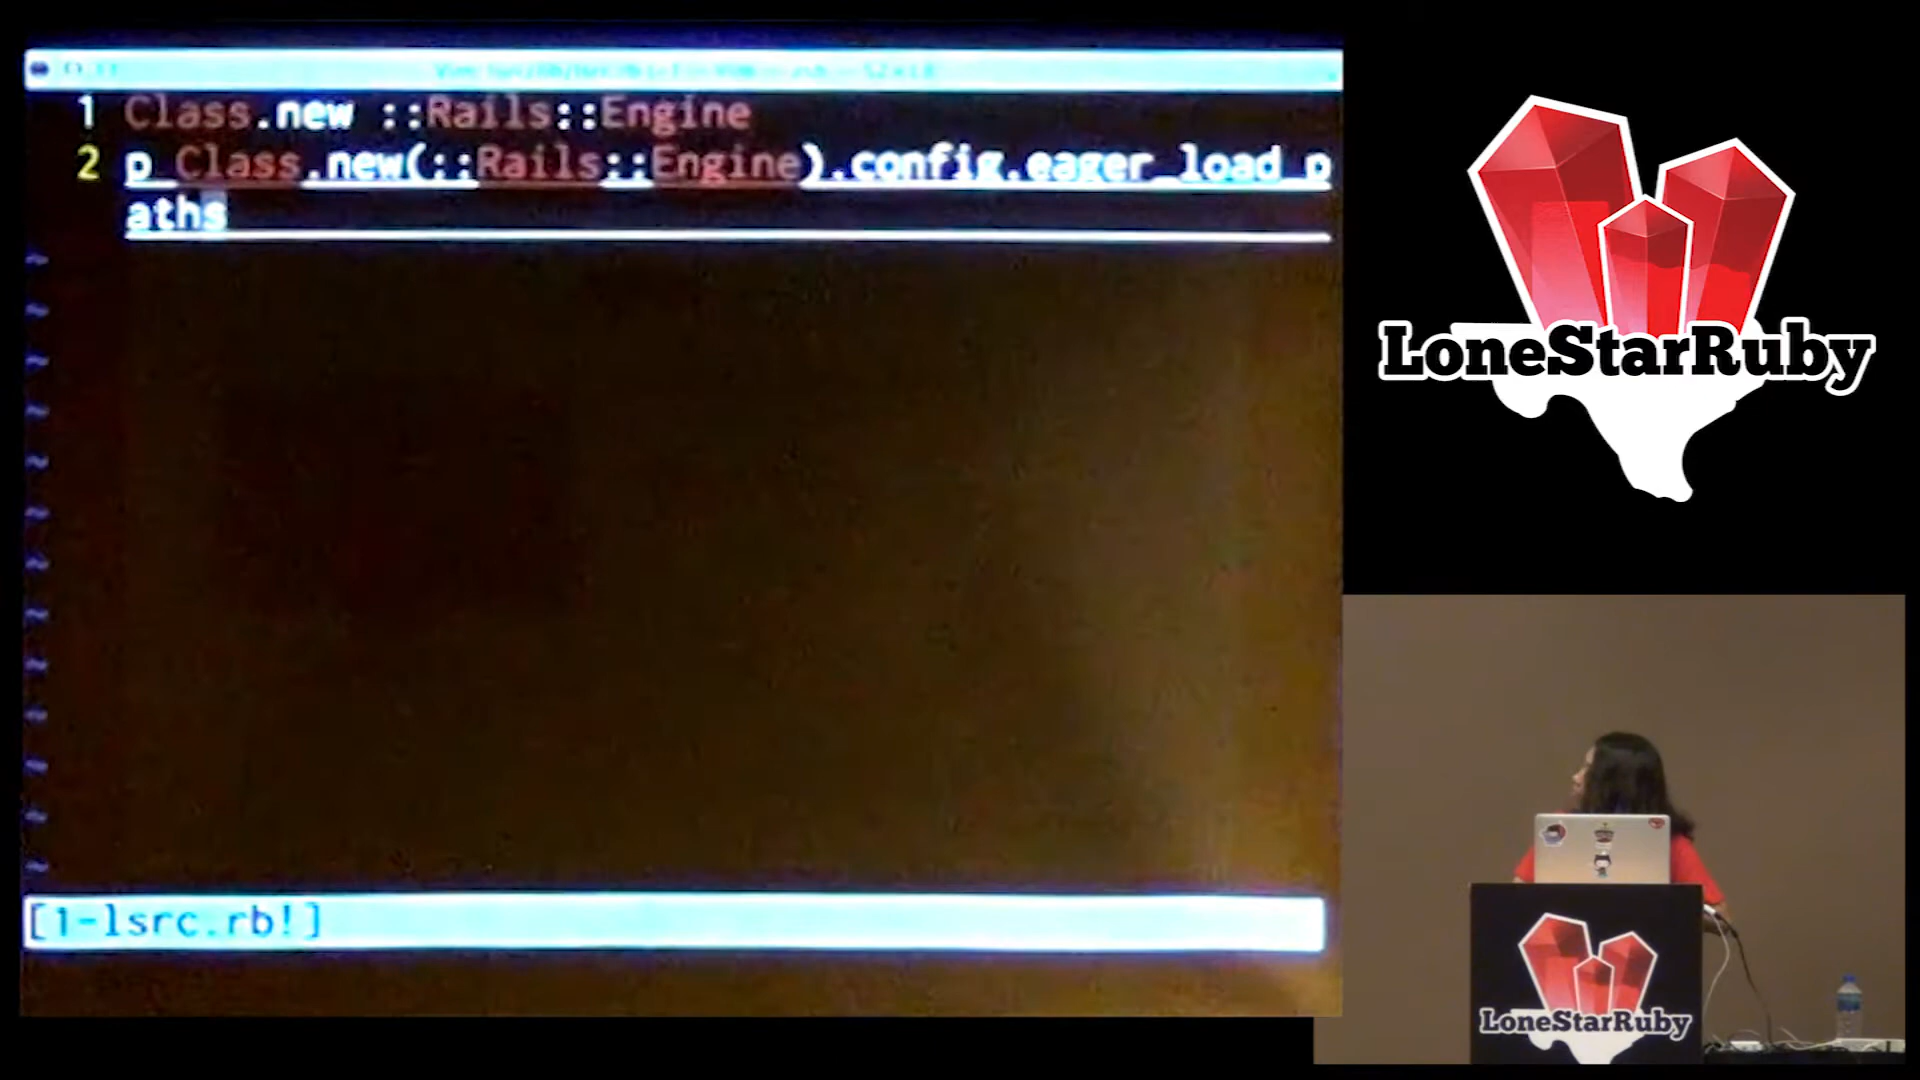 1 Class.new ::Rails::Engine
2 p Class.new(::Rails::Engine).config.eager_load_p
aths
~
~
~
~
~
~
~
~
~
~
~
~
~
[1-lsrc.rb!]
LoneStarRuby
LoneStarRuby